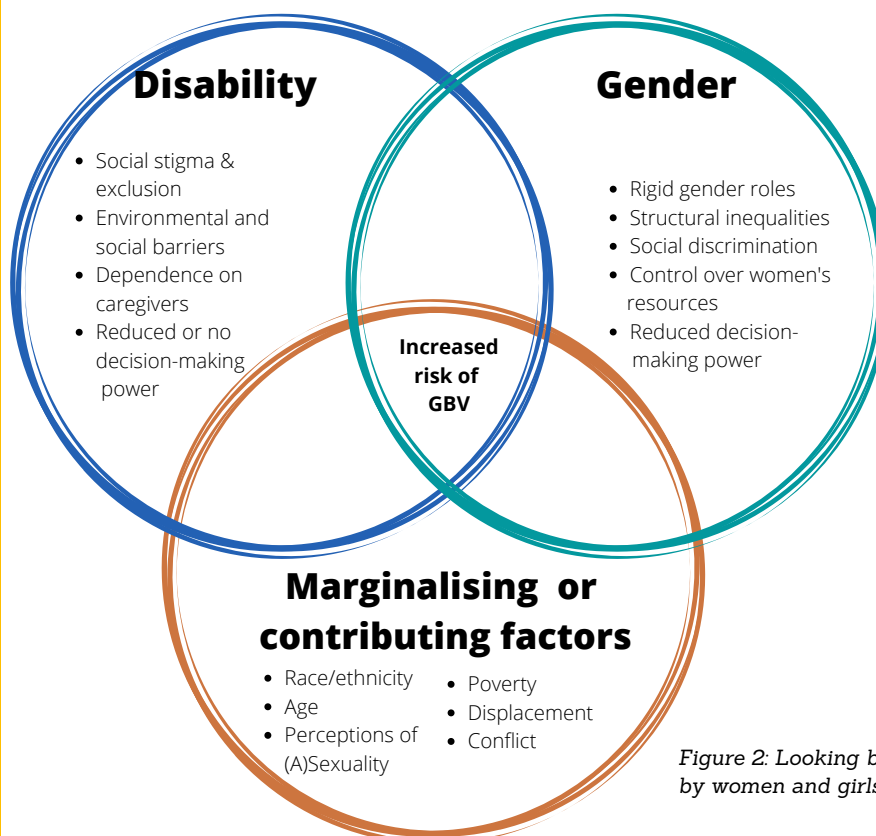 Disability
• Social stigma &
exclusion
• Environmental and
social barriers
• Dependence on
caregivers
• Reduced or no
decision-making
power
Gender
• Rigid gender roles
• Structural inequalities
• Social discrimination
• Control over women's
resources
• Reduced decision-
making power
Increased
risk of
GBV
Marginalising or
contributing factors
• Race/ethnicity
• Age
• Perceptions of
(A)Sexuality
• Poverty
• Displacement
• Conflict
Figure 2: Looking b
by women and girls